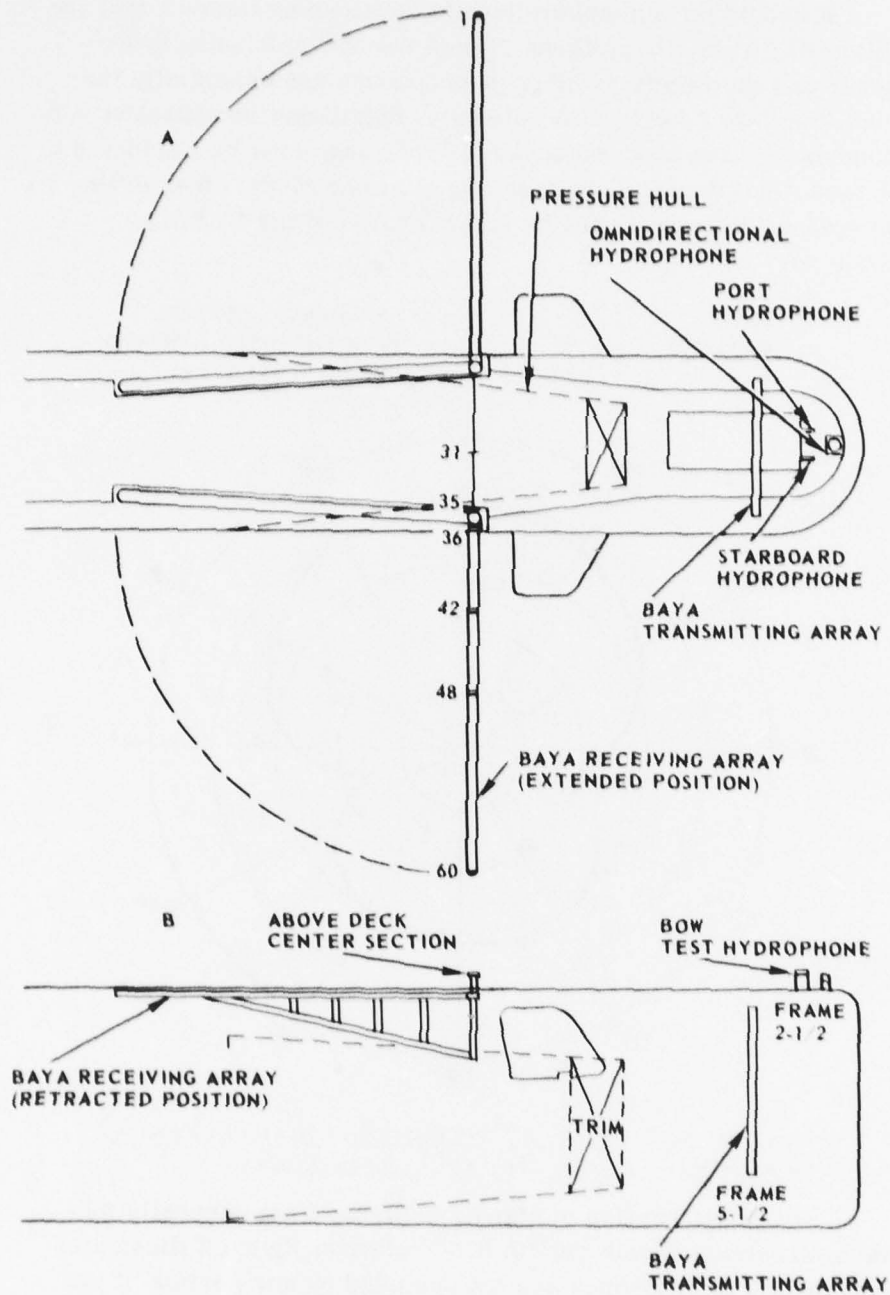 1
A
PRESSURE HULL
OMNIDIRECTIONAL
HYDROPHONE
PORT
HYDROPHONE
31
35
36
STARBOARD
HYDROPHONE
42
BAYA
TRANSMITTING ARRAY
48
BAYA RECEIVING ARRAY
(EXTENDED POSITION)
60
B
ABOVE DECK
CENTER SECTION
BOW
TEST HYDROPHONE
FRAME
2-1/2
BAYA RECEIVING ARRAY
(RETRACTED POSITION)
TRIM
FRAME
5-1/2
BAYA
TRANSMITTING ARRAY